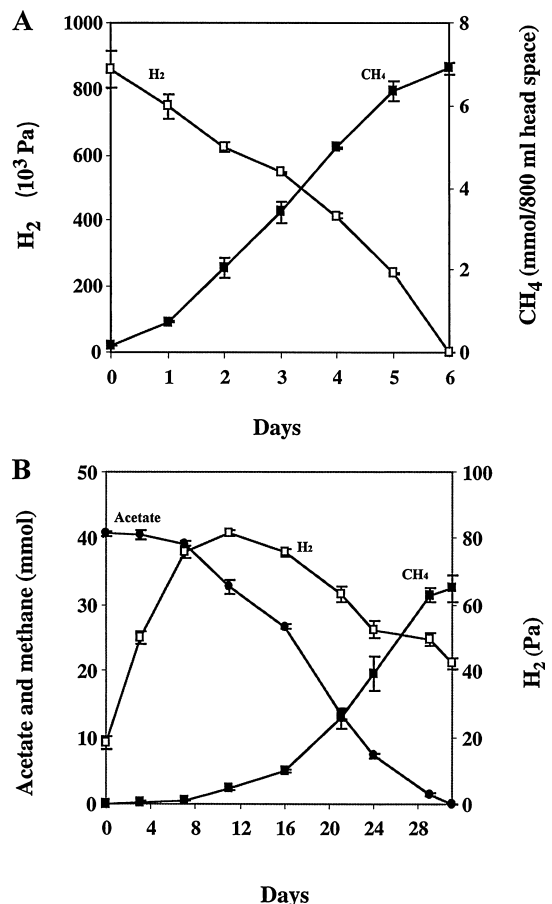 A
1000
800
600
400
200
0
H2 (10³ Pa)
H2
CH4
8
6
4
2
0
CH4 (mmol/800 ml head space)
0 1 2 3 4 5 6
Days
B
50
40
30
20
10
0
Acetate and methane (mmol)
Acetate
H2
CH4
100
80
60
40
20
0
H2 (Pa)
0 4 8 12 16 20 24 28
Days